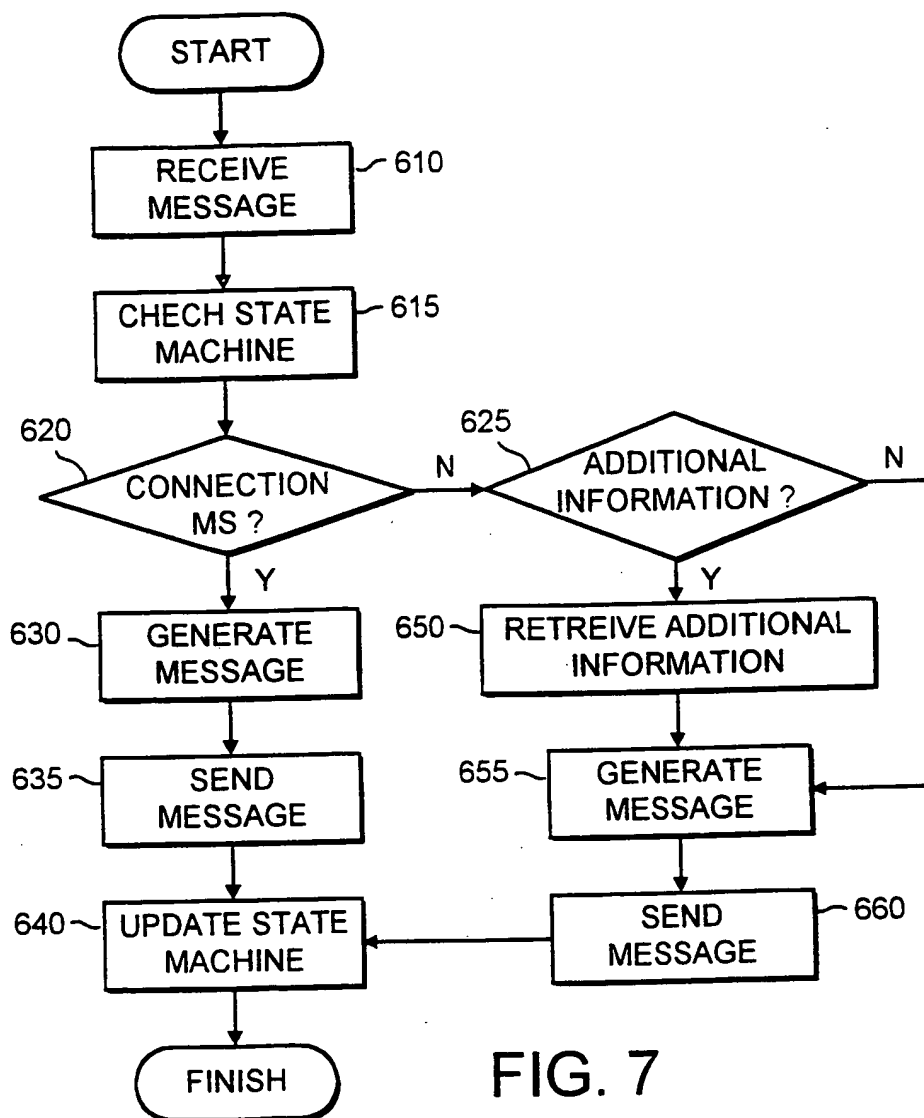 START
RECEIVE
MESSAGE
610
CHECH STATE
MACHINE
615
620
CONNECTION
MS ?
N
Y
625
ADDITIONAL
INFORMATION ?
N
Y
630
GENERATE
MESSAGE
650
RETREIVE ADDITIONAL
INFORMATION
635
SEND
MESSAGE
655
GENERATE
MESSAGE
640
UPDATE STATE
MACHINE
SEND
MESSAGE
660
FINISH
FIG. 7